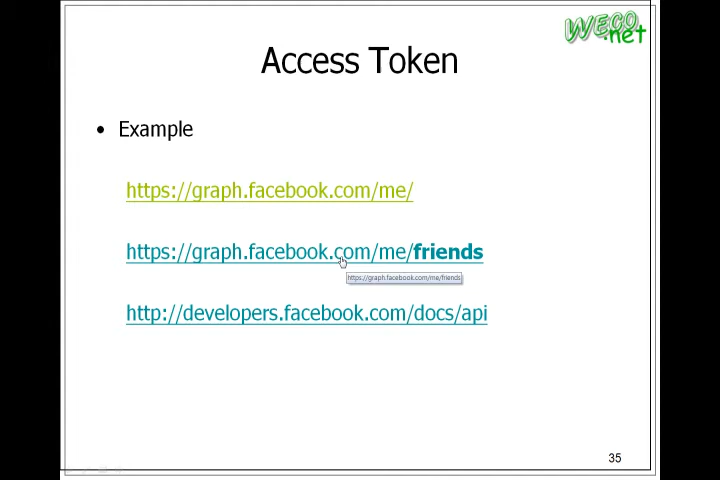 WECO
.net
Access Token
• Example
https://graph.facebook.com/me/
https://graph.facebook.com/me/friends
https://graph.facebook.com/me/friends
http://developers.facebook.com/docs/api
35